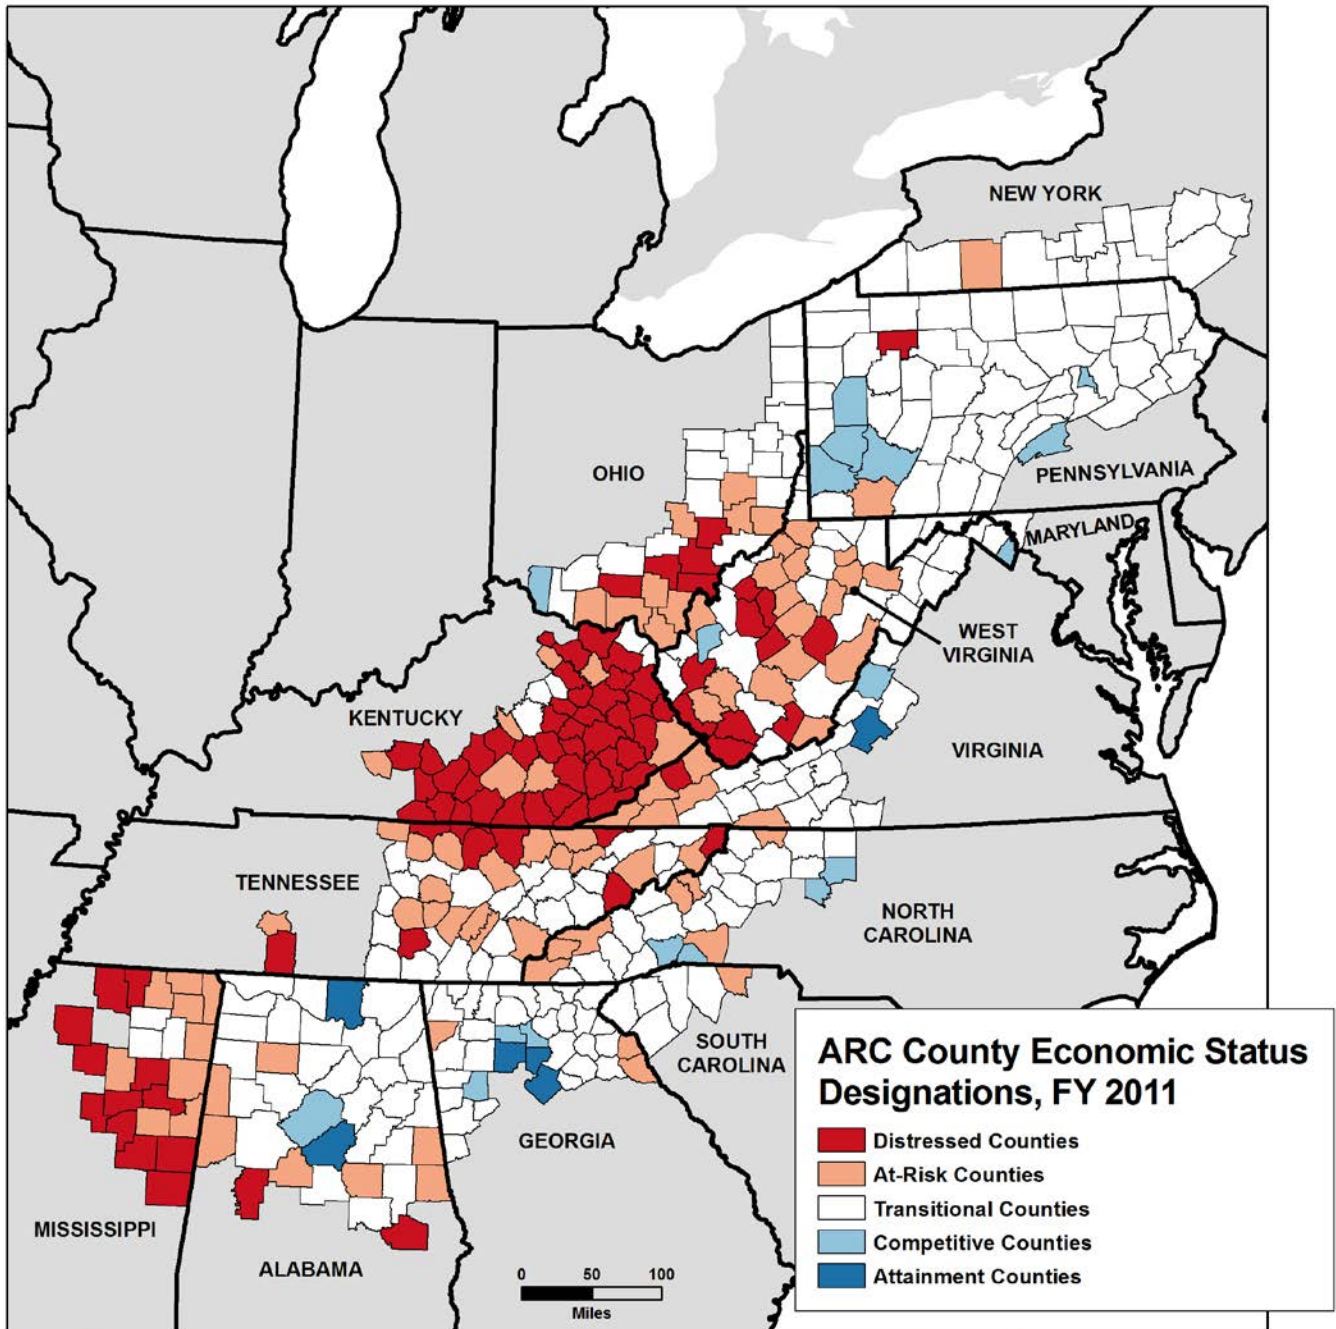 NEW YORK
OHIO
PENNSYLVANIA
MARYLAND
WEST
VIRGINIA
KENTUCKY
VIRGINIA
TENNESSEE
NORTH
CAROLINA
SOUTH
CAROLINA
GEORGIA
MISSISSIPPI
ALABAMA
0 50 100
Miles
ARC County Economic Status
Designations, FY 2011
Distressed Counties
At-Risk Counties
Transitional Counties
Competitive Counties
Attainment Counties